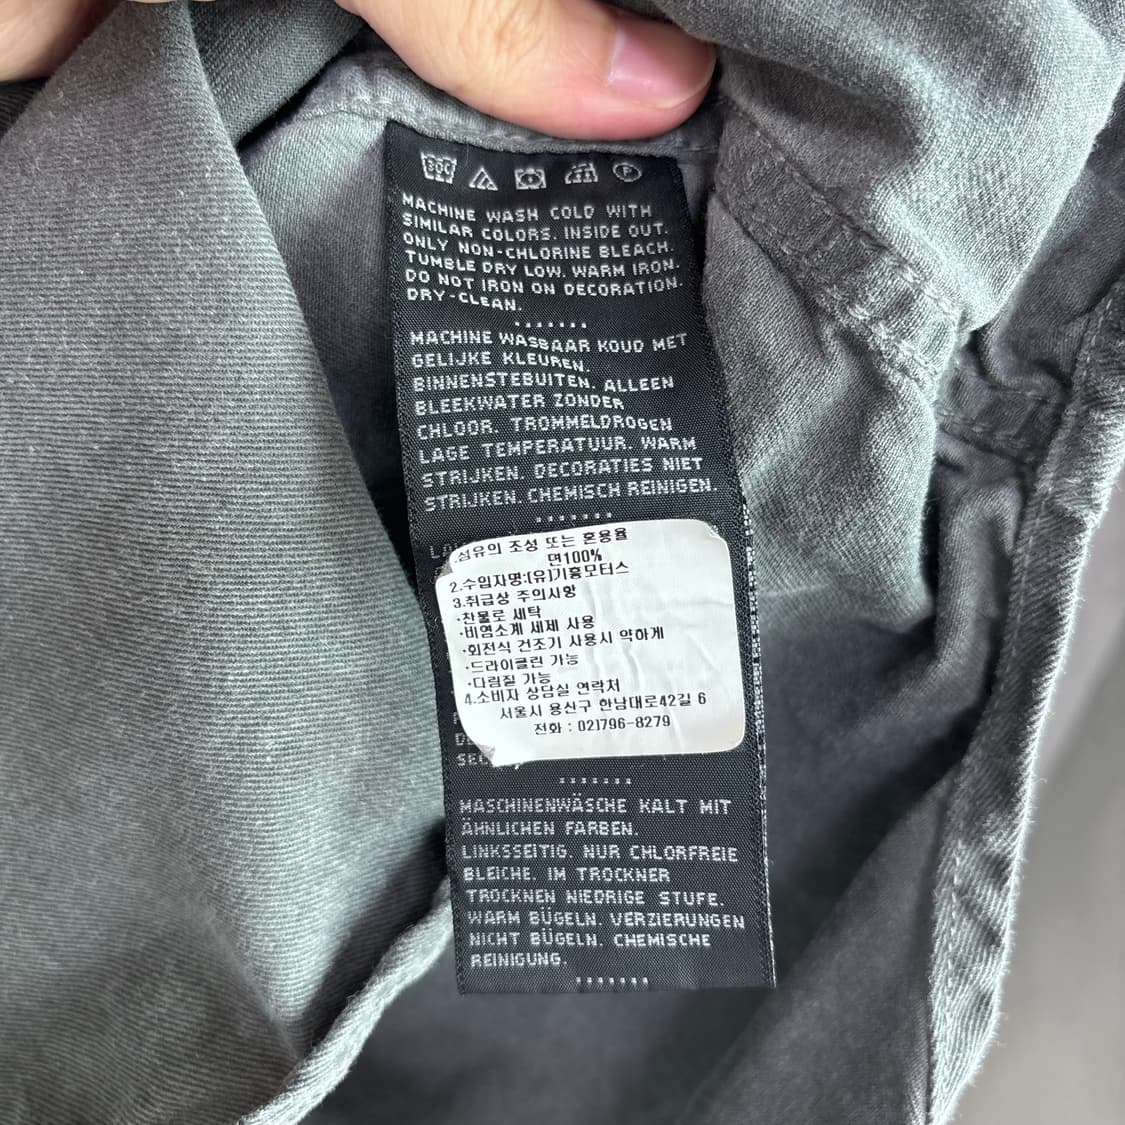 30C
P
MACHINE WASH COLD WITH
SIMILAR COLORS. INSIDE OUT.
ONLY NON-CHLORINE BLEACH.
TUMBLE DRY LOW. WARM IRON.
DO NOT IRON ON DECORATION.
DRY-CLEAN.
MACHINE WASBAAR KOUD MET
GELIJKE KLEUREN.
BINNENSTEBUITEN. ALLEEN
BLEEKWATER ZONDER
CHLOOR. TROMMELDROGEN
LAGE TEMPERATUUR. WARM
STRIJKEN. DECORATIES NIET
STRIJKEN. CHEMISCH REINIGEN.
섬유의 조성 또는 혼용율
면100%
2.수입자명:(유)기흥모터스
3.취급상 주의사항
·찬물로 세탁
·비염소계 세제 사용
·회전식 건조기 사용시 약하게
·드라이클린 가능
·다림질 가능
4.소비자 상담실 연락처
서울시 용산구 한남대로42길 6
전화 : 02)796-8279
MASCHINENWÄSCHE KALT MIT
ÄHNLICHEN FARBEN.
LINKSSEITIG. NUR CHLORFREIE
BLEICHE. IM TROCKNER
TROCKNEN NIEDRIGE STUFE.
WARM BÜGELN. VERZIERUNGEN
NICHT BÜGELN. CHEMISCHE
REINIGUNG.